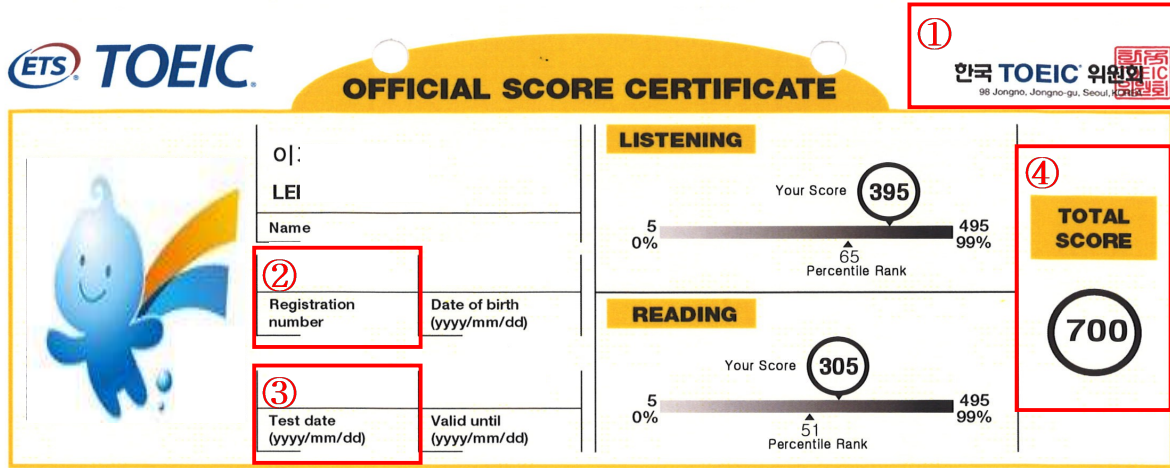 ETS® TOEIC®
OFFICIAL SCORE CERTIFICATE
①
한국 TOEIC® 위원회
98 Jongno, Jongno-gu, Seoul, KOREA
이
LEI
Name
②
Registration
number
Date of birth
(yyyy/mm/dd)
③
Test date
(yyyy/mm/dd)
Valid until
(yyyy/mm/dd)
LISTENING
Your Score 395
5 495
0% 99%
65
Percentile Rank
READING
Your Score 305
5 495
0% 99%
51
Percentile Rank
④
TOTAL
SCORE
700